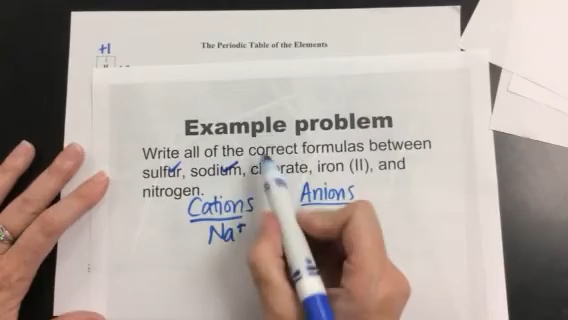 +1
The Periodic Table of the Elements
Example problem
Write all of the correct formulas between
sulfur, sodium, iron (II), and
nitrogen.
Cations Anions
Na⁺